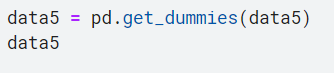 data5 = pd.get_dummies(data5)
data5